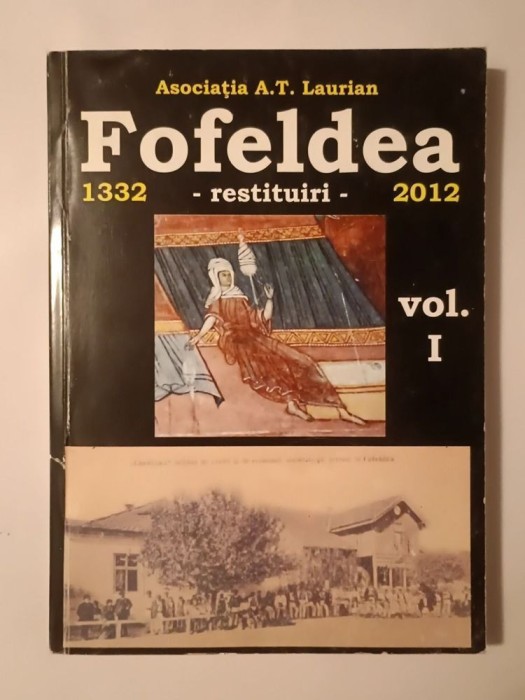 Asociația A.T. Laurian
Fofeldea
1332 - restituiri - 2012
vol.
I